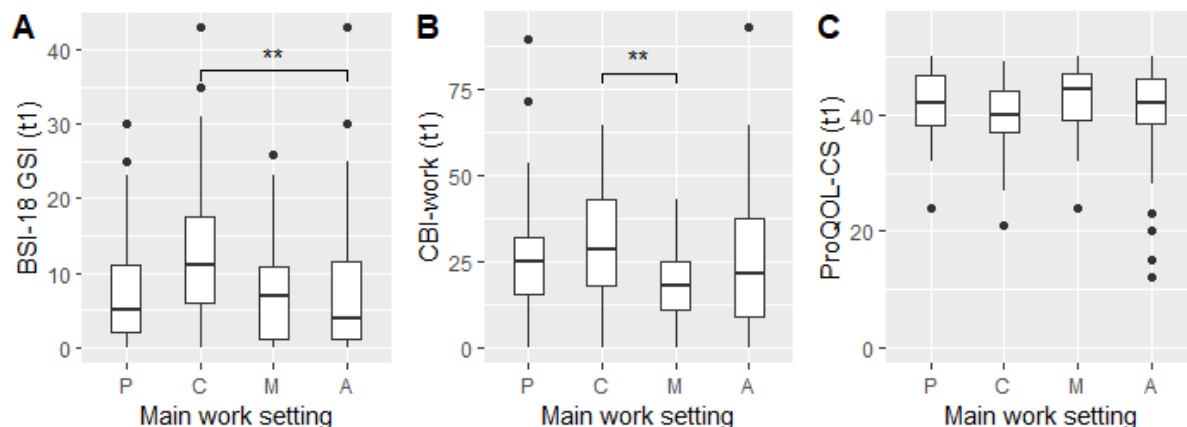 A
BSI-18 GSI (t1)
40
30
20
10
0
**
P C M A
Main work setting
B
CBI-work (t1)
75
50
25
0
**
P C M A
Main work setting
C
ProQOL-CS (t1)
40
20
0
P C M A
Main work setting